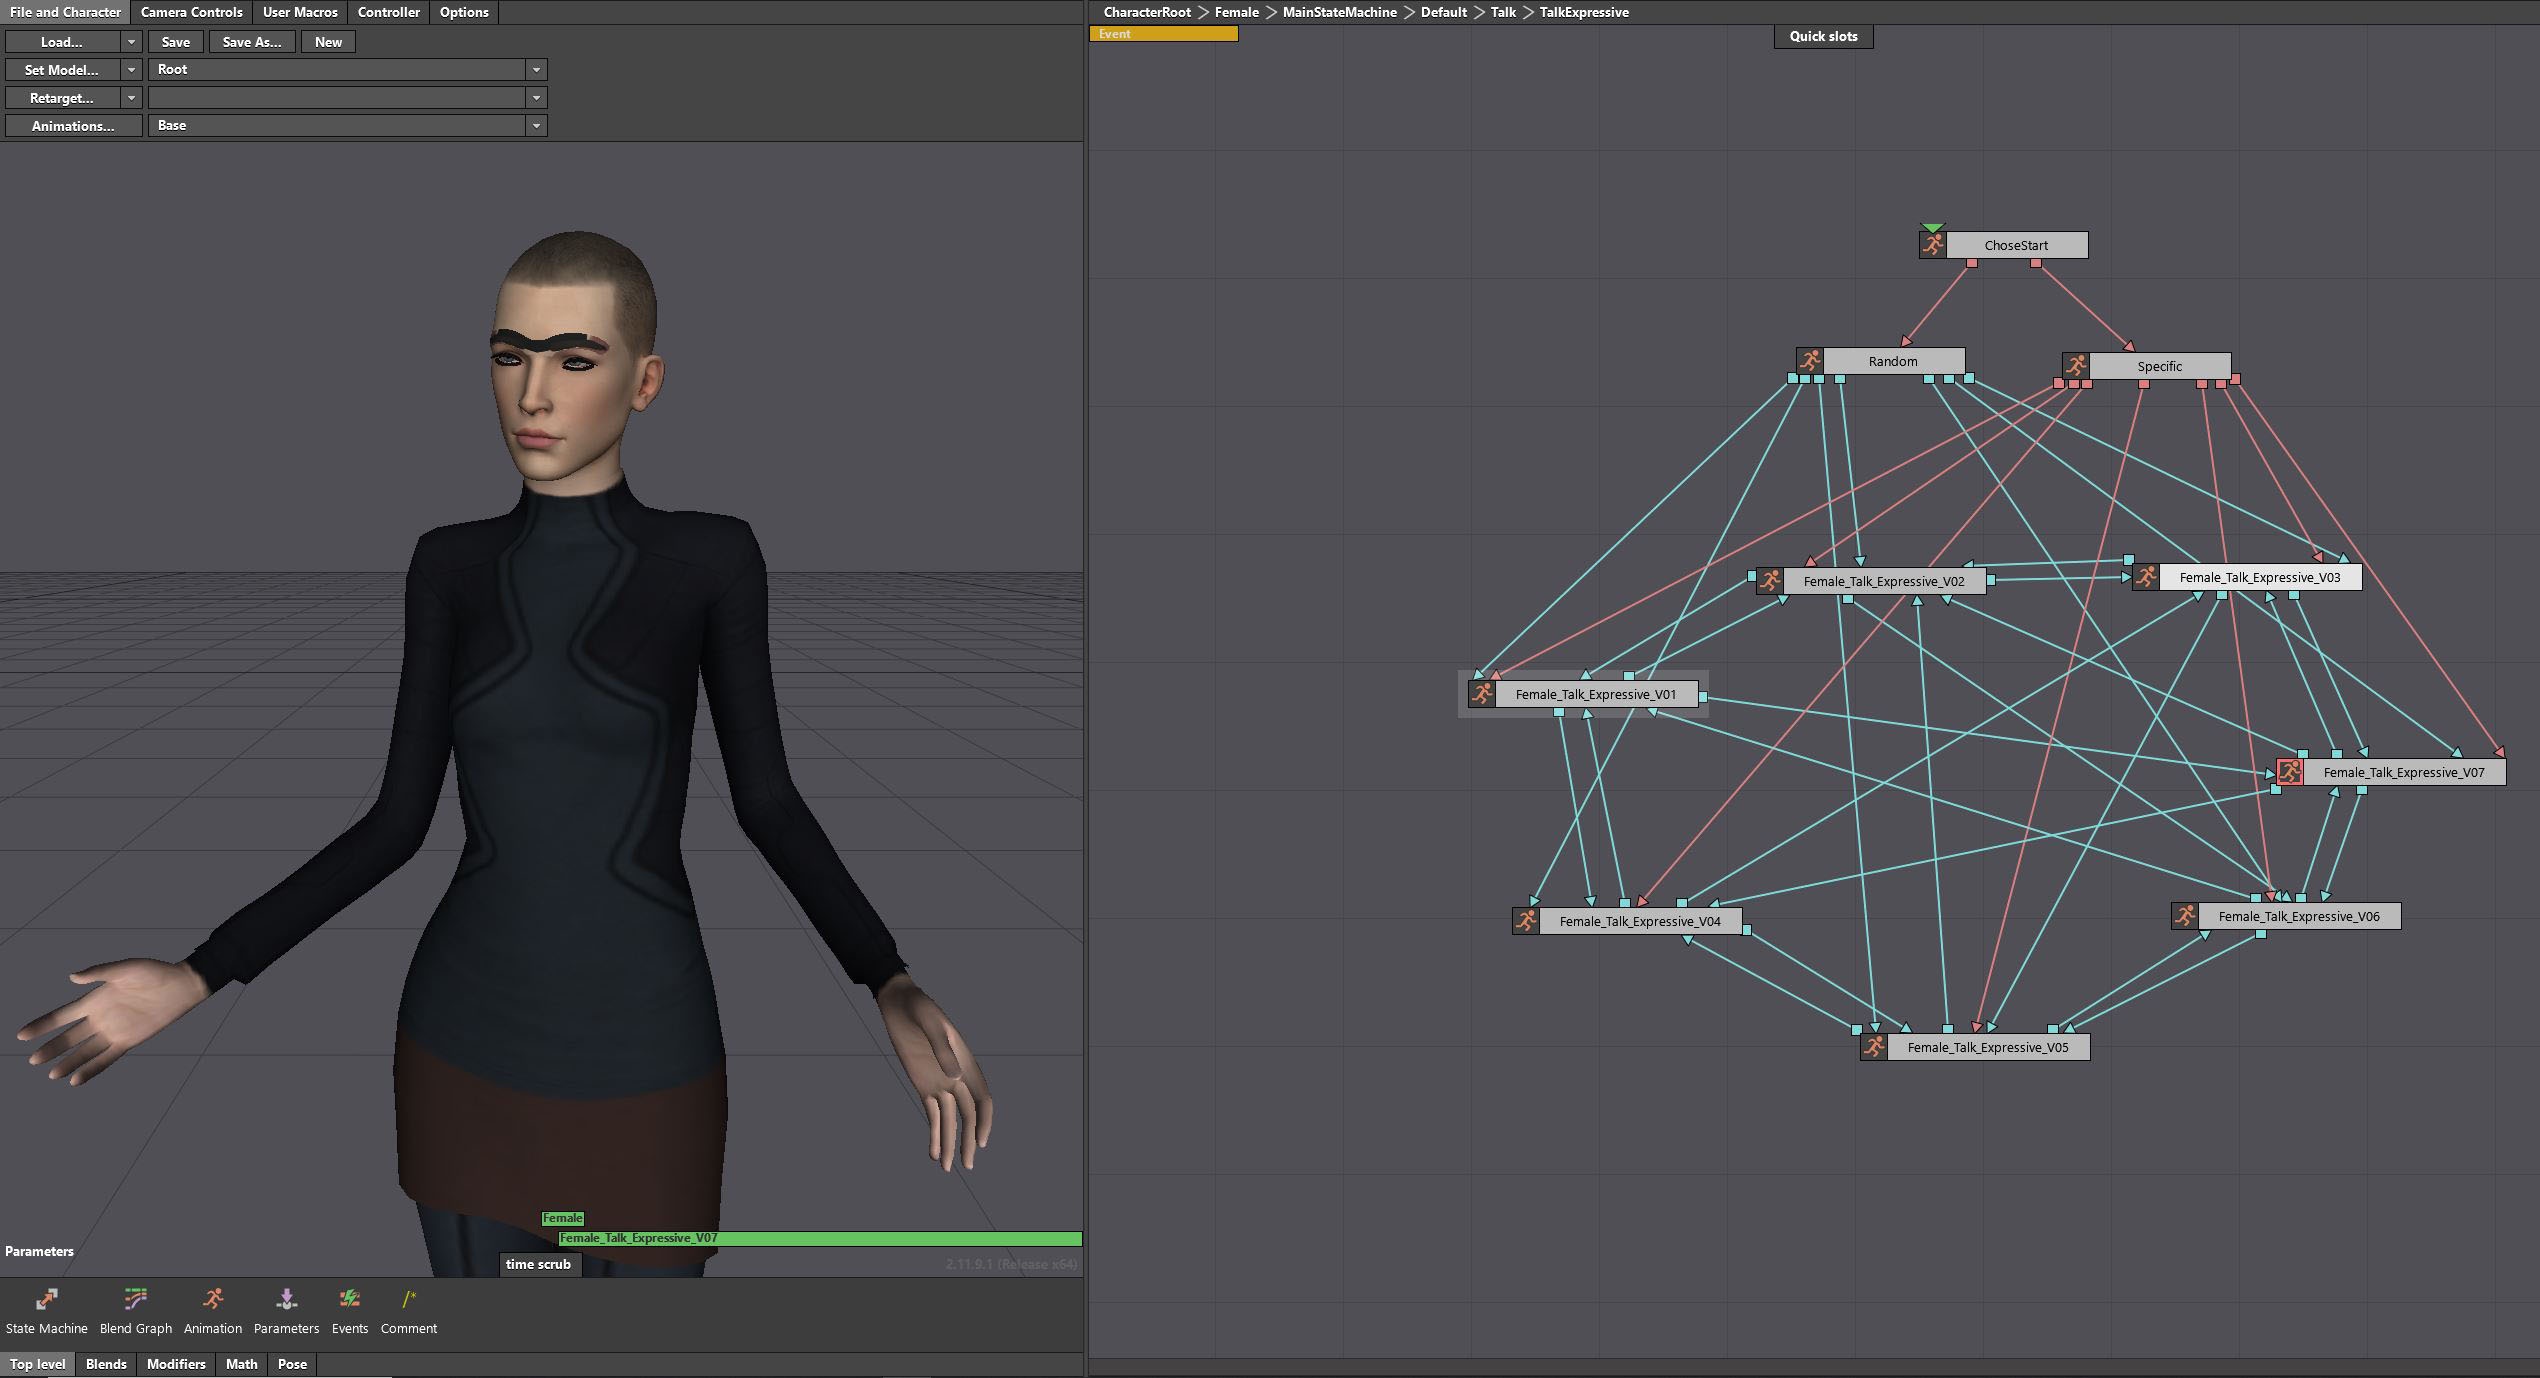 File and Character Camera Controls User Macros Controller Options
Load... Save Save As... New
Set Model... Root
Retarget...
Animations... Base
Female
Female_Talk_Expressive_V07
Parameters
time scrub
2.11.9.1 (Release x64)
State Machine Blend Graph Animation Parameters Events Comment
Top level Blends Modifiers Math Pose
CharacterRoot > Female > MainStateMachine > Default > Talk > TalkExpressive
Event
Quick slots
ChoseStart
Random
Specific
Female_Talk_Expressive_V02
Female_Talk_Expressive_V03
Female_Talk_Expressive_V01
Female_Talk_Expressive_V07
Female_Talk_Expressive_V04
Female_Talk_Expressive_V06
Female_Talk_Expressive_V05